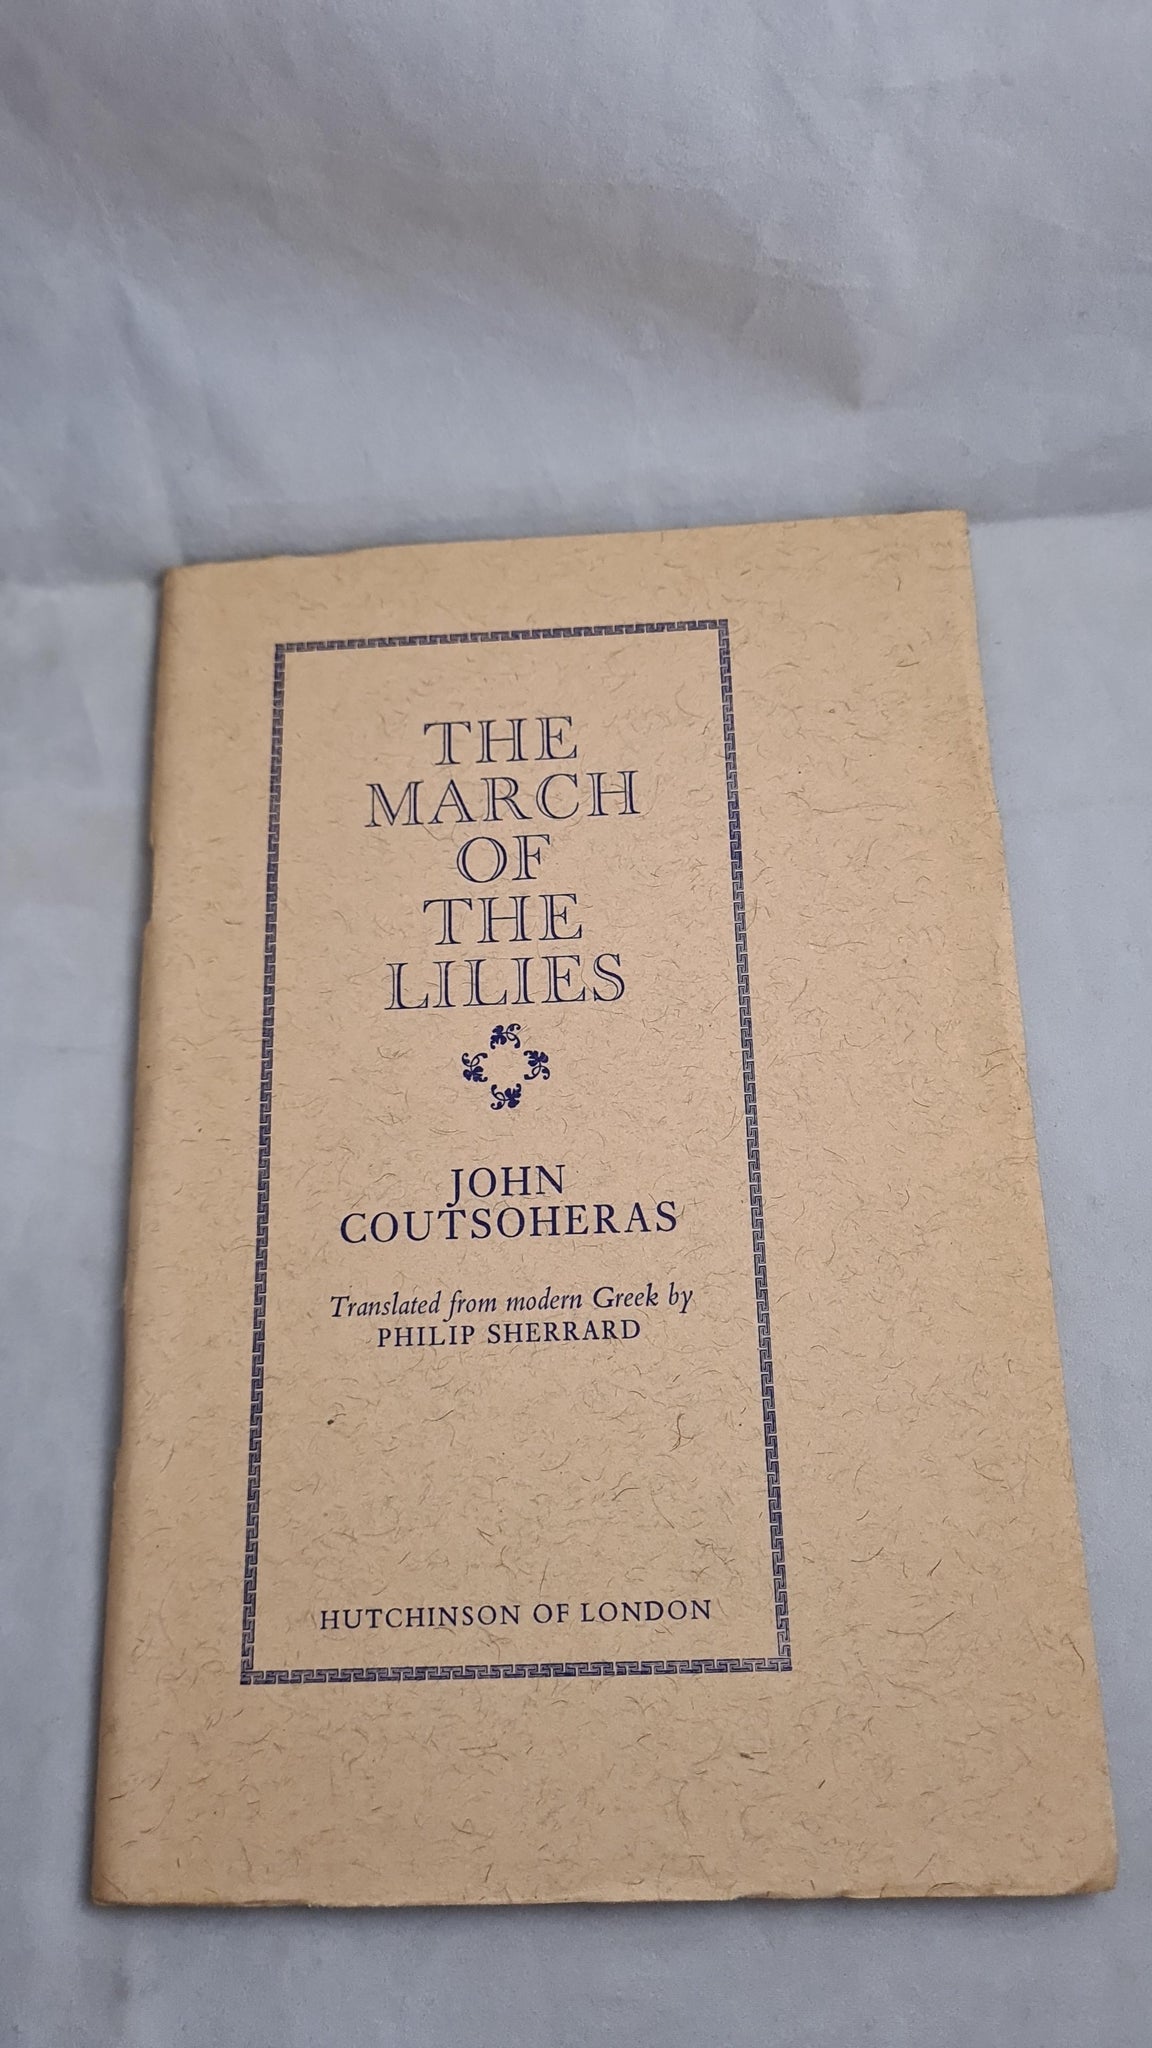 THE
MARCH
OF
THE
LILIES
JOHN
COUTSOHERAS
Translated from modern Greek by
PHILIP SHERRARD
HUTCHINSON OF LONDON